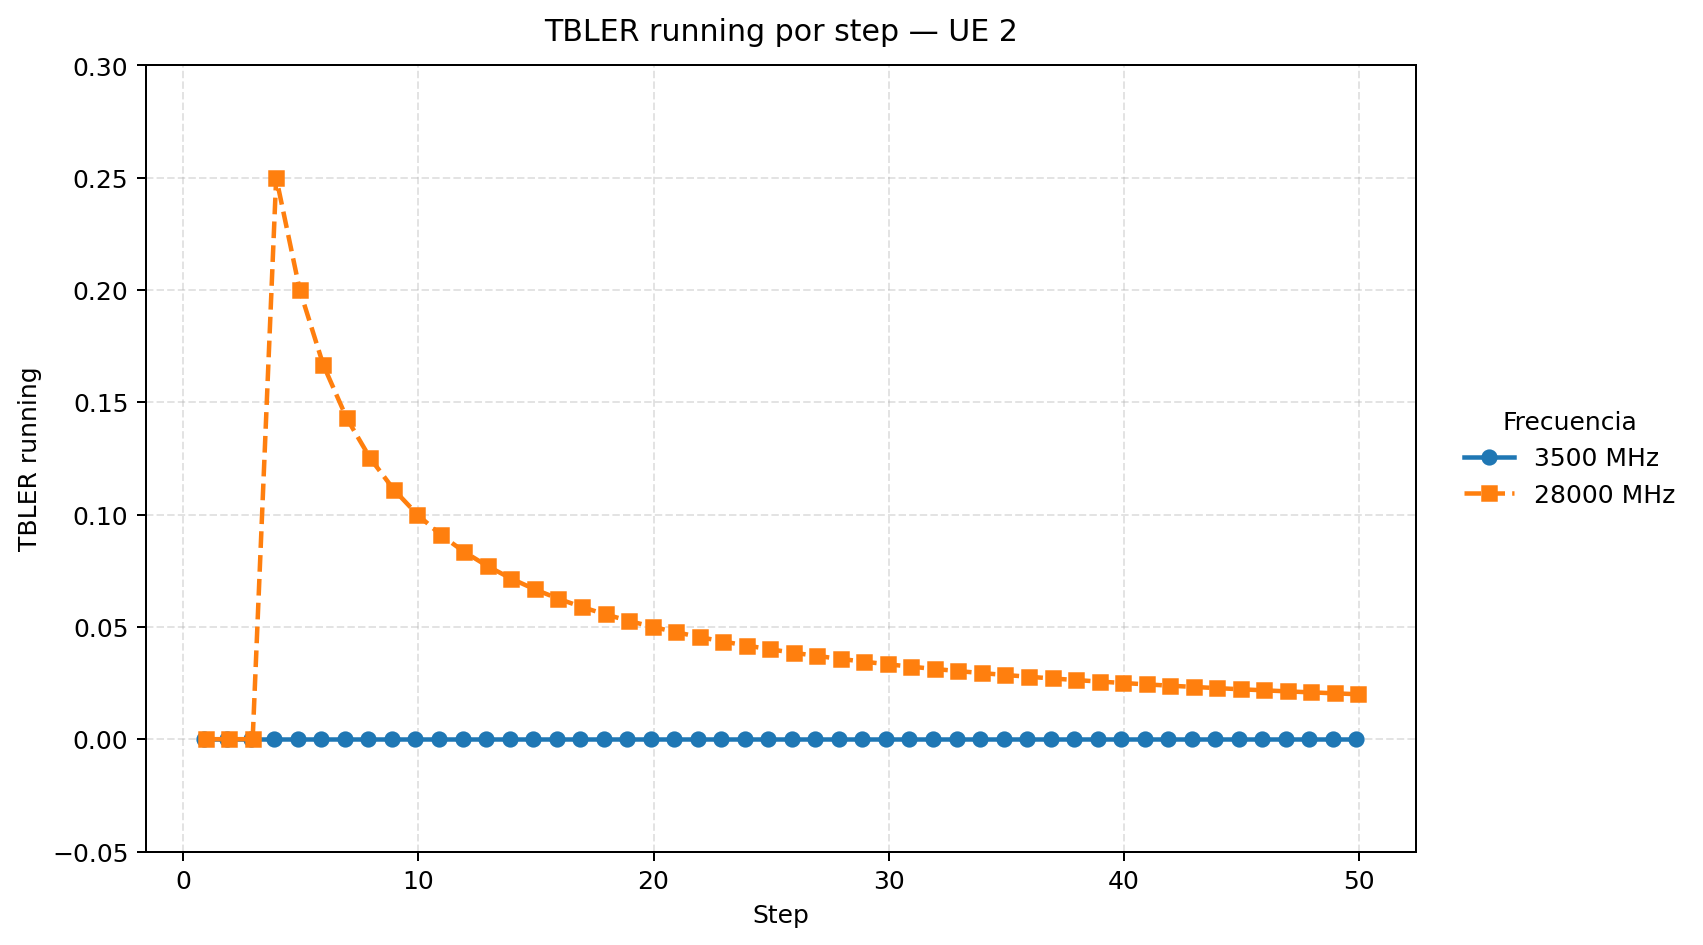 TBLER running por step — UE 2
0.30
0.25
0.20
0.15
0.10
0.05
0.00
−0.05
TBLER running
0 10 20 30 40 50
Step
Frecuencia
3500 MHz
28000 MHz